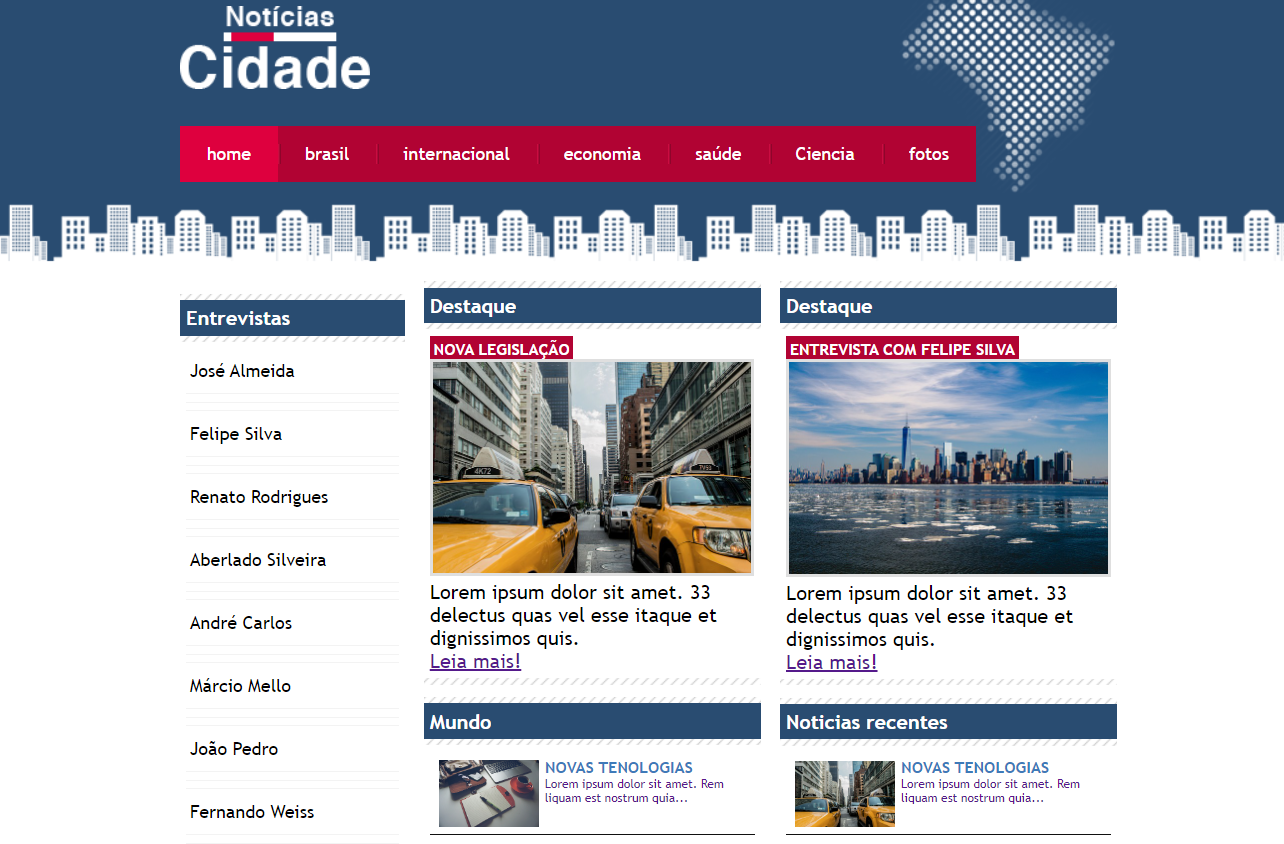 Notícias
Cidade
home brasil internacional economia saúde Ciencia fotos
Entrevistas
José Almeida
Felipe Silva
Renato Rodrigues
Aberlado Silveira
André Carlos
Márcio Mello
João Pedro
Fernando Weiss
Destaque
NOVA LEGISLAÇÃO
4K72
Lorem ipsum dolor sit amet. 33
delectus quas vel esse itaque et
dignissimos quis.
Leia mais!
Destaque
ENTREVISTA COM FELIPE SILVA
Lorem ipsum dolor sit amet. 33
delectus quas vel esse itaque et
dignissimos quis.
Leia mais!
Mundo
NOVAS TENOLOGIAS
Lorem ipsum dolor sit amet. Rem
liquam est nostrum quia...
Noticias recentes
NOVAS TENOLOGIAS
Lorem ipsum dolor sit amet. Rem
liquam est nostrum quia...